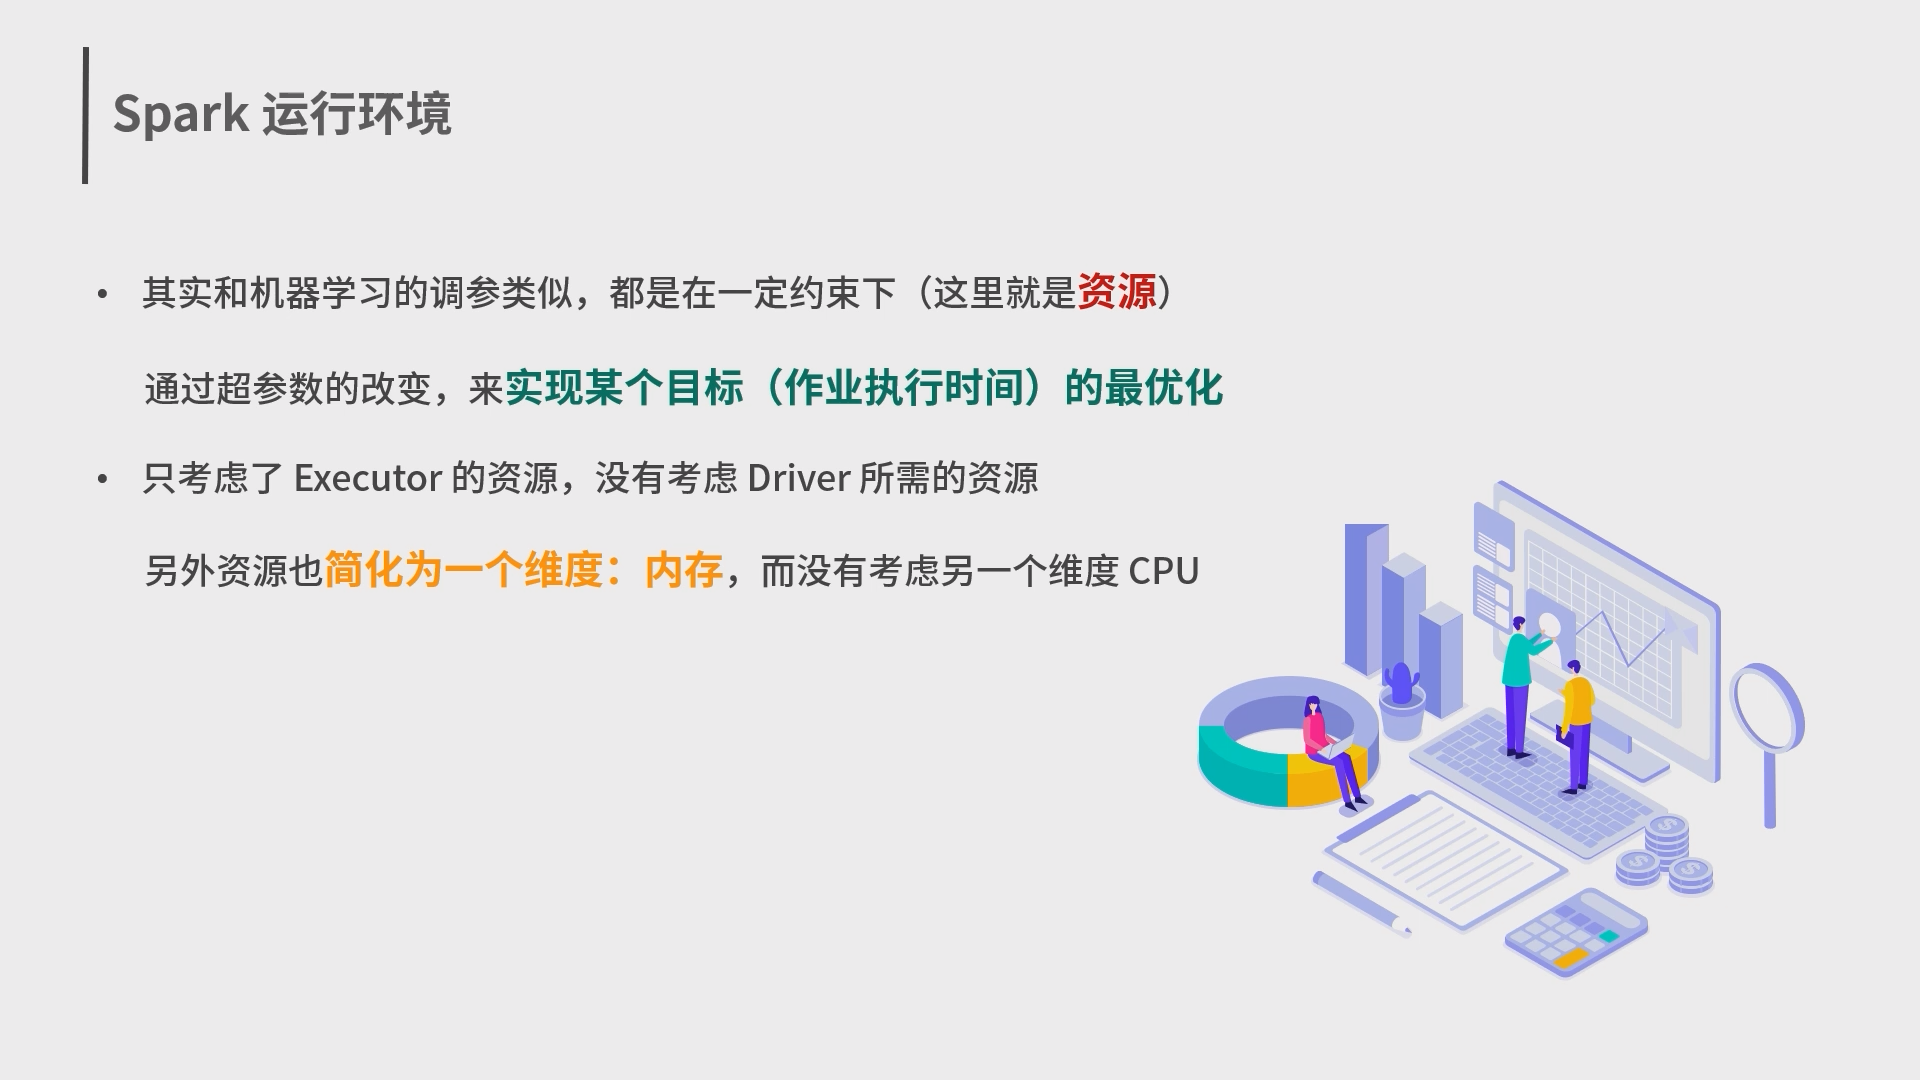 Spark 运行环境
• 其实和机器学习的调参类似，都是在一定约束下（这里就是资源）
通过超参数的改变，来实现某个目标（作业执行时间）的最优化
• 只考虑了 Executor 的资源，没有考虑 Driver 所需的资源
另外资源也简化为一个维度：内存，而没有考虑另一个维度 CPU